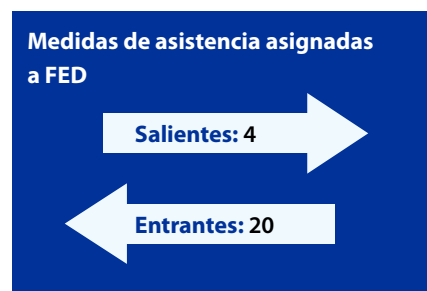 Medidas de asistencia asignadas
a FED
Salientes: 4
Entrantes: 20